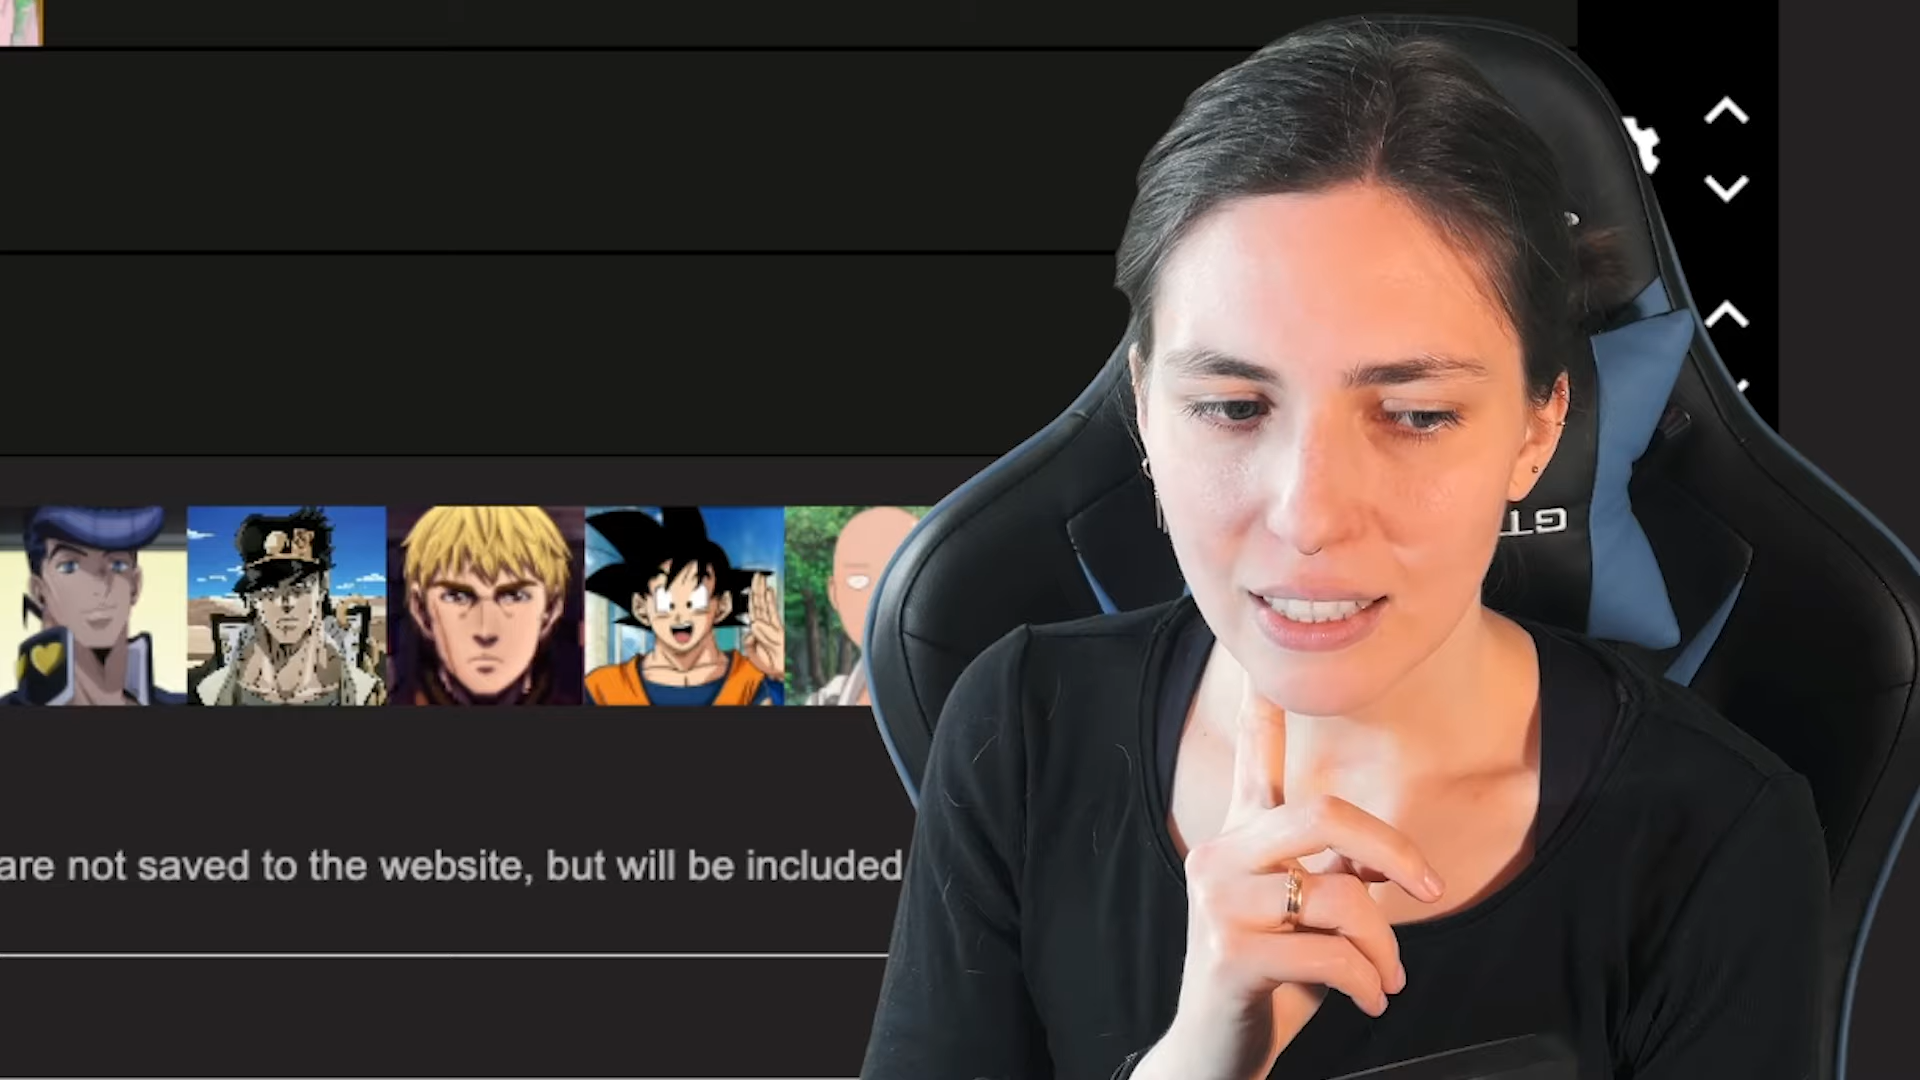 are not saved to the website, but will be included